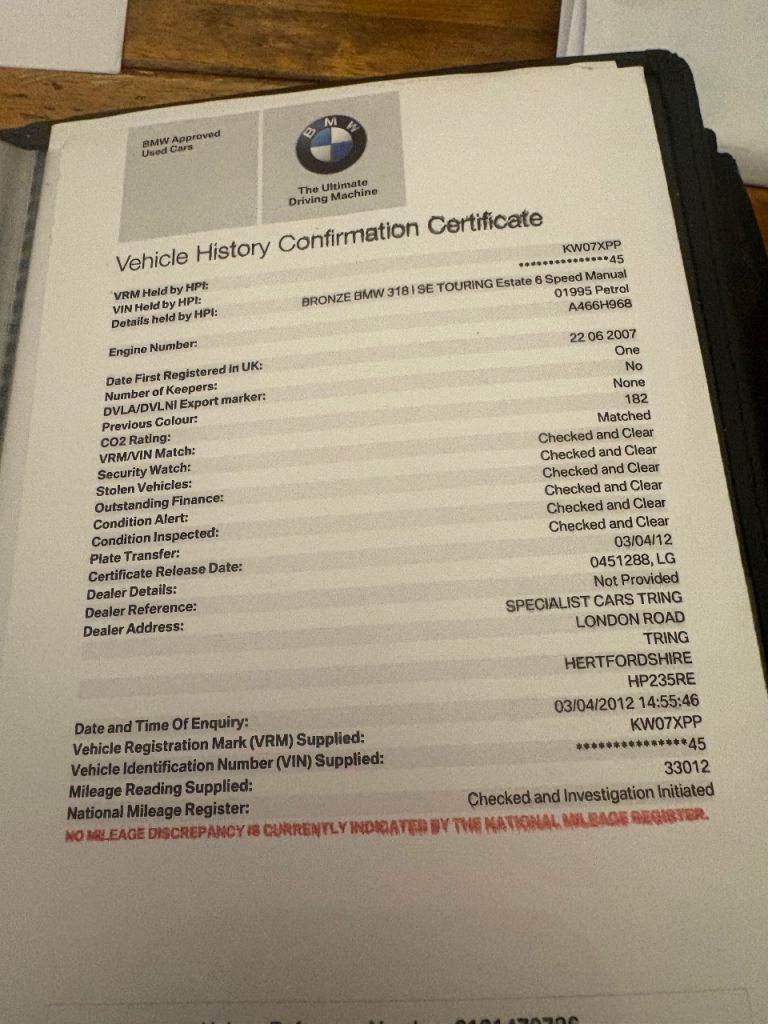 BMW Approved
Used Cars
BMW
The Ultimate
Driving Machine
Vehicle History Confirmation Certificate
VRM Held by HPI: KW07XPP
VIN Held by HPI: ***************45
Details held by HPI: BRONZE BMW 318 I SE TOURING Estate 6 Speed Manual
01995 Petrol
Engine Number: A466H968
Date First Registered in UK: 22 06 2007
Number of Keepers: One
DVLA/DVLNI Export marker: No
Previous Colour: None
CO2 Rating: 182
VRM/VIN Match: Matched
Security Watch: Checked and Clear
Stolen Vehicles: Checked and Clear
Outstanding Finance: Checked and Clear
Condition Alert: Checked and Clear
Condition Inspected: Checked and Clear
Plate Transfer: Checked and Clear
Certificate Release Date: 03/04/12
Dealer Details: 0451288, LG
Dealer Reference: Not Provided
Dealer Address: SPECIALIST CARS TRING
LONDON ROAD
TRING
HERTFORDSHIRE
HP235RE
Date and Time Of Enquiry: 03/04/2012 14:55:46
Vehicle Registration Mark (VRM) Supplied: KW07XPP
Vehicle Identification Number (VIN) Supplied: ***************45
Mileage Reading Supplied: 33012
National Mileage Register: Checked and Investigation Initiated
NO MILEAGE DISCREPANCY IS CURRENTLY INDICATED BY THE NATIONAL MILEAGE REGISTER.